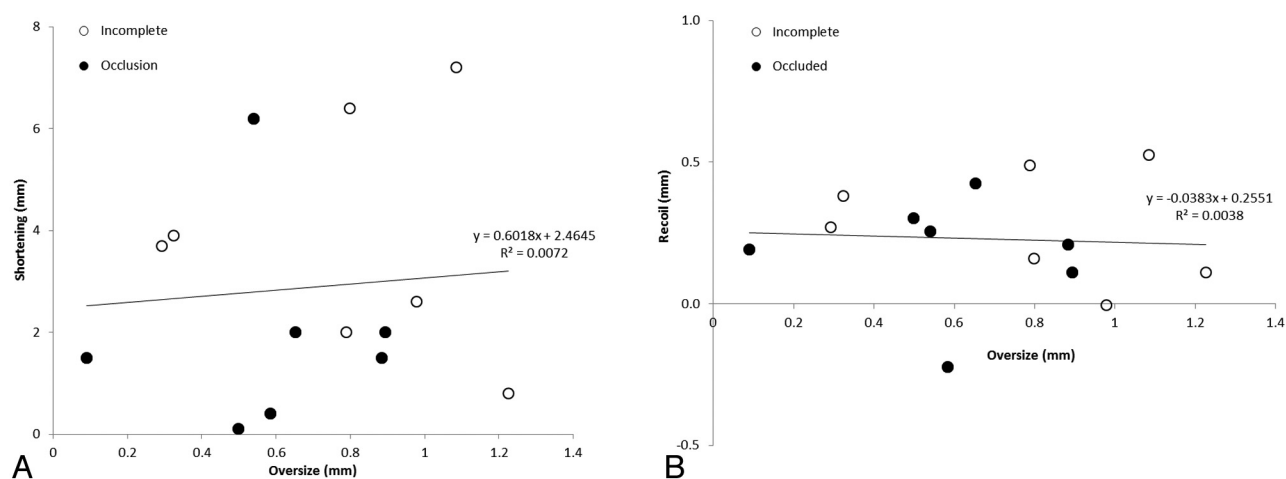 Incomplete
Occlusion
8
6
4
2
0
Shortening (mm)
y = 0.6018x + 2.4645
R² = 0.0072
0 0.2 0.4 0.6 0.8 1 1.2 1.4
Oversize (mm)
A
Incomplete
Occluded
1.0
0.5
0.0
-0.5
Recoil (mm)
y = -0.0383x + 0.2551
R² = 0.0038
0 0.2 0.4 0.6 0.8 1 1.2 1.4
Oversize (mm)
B